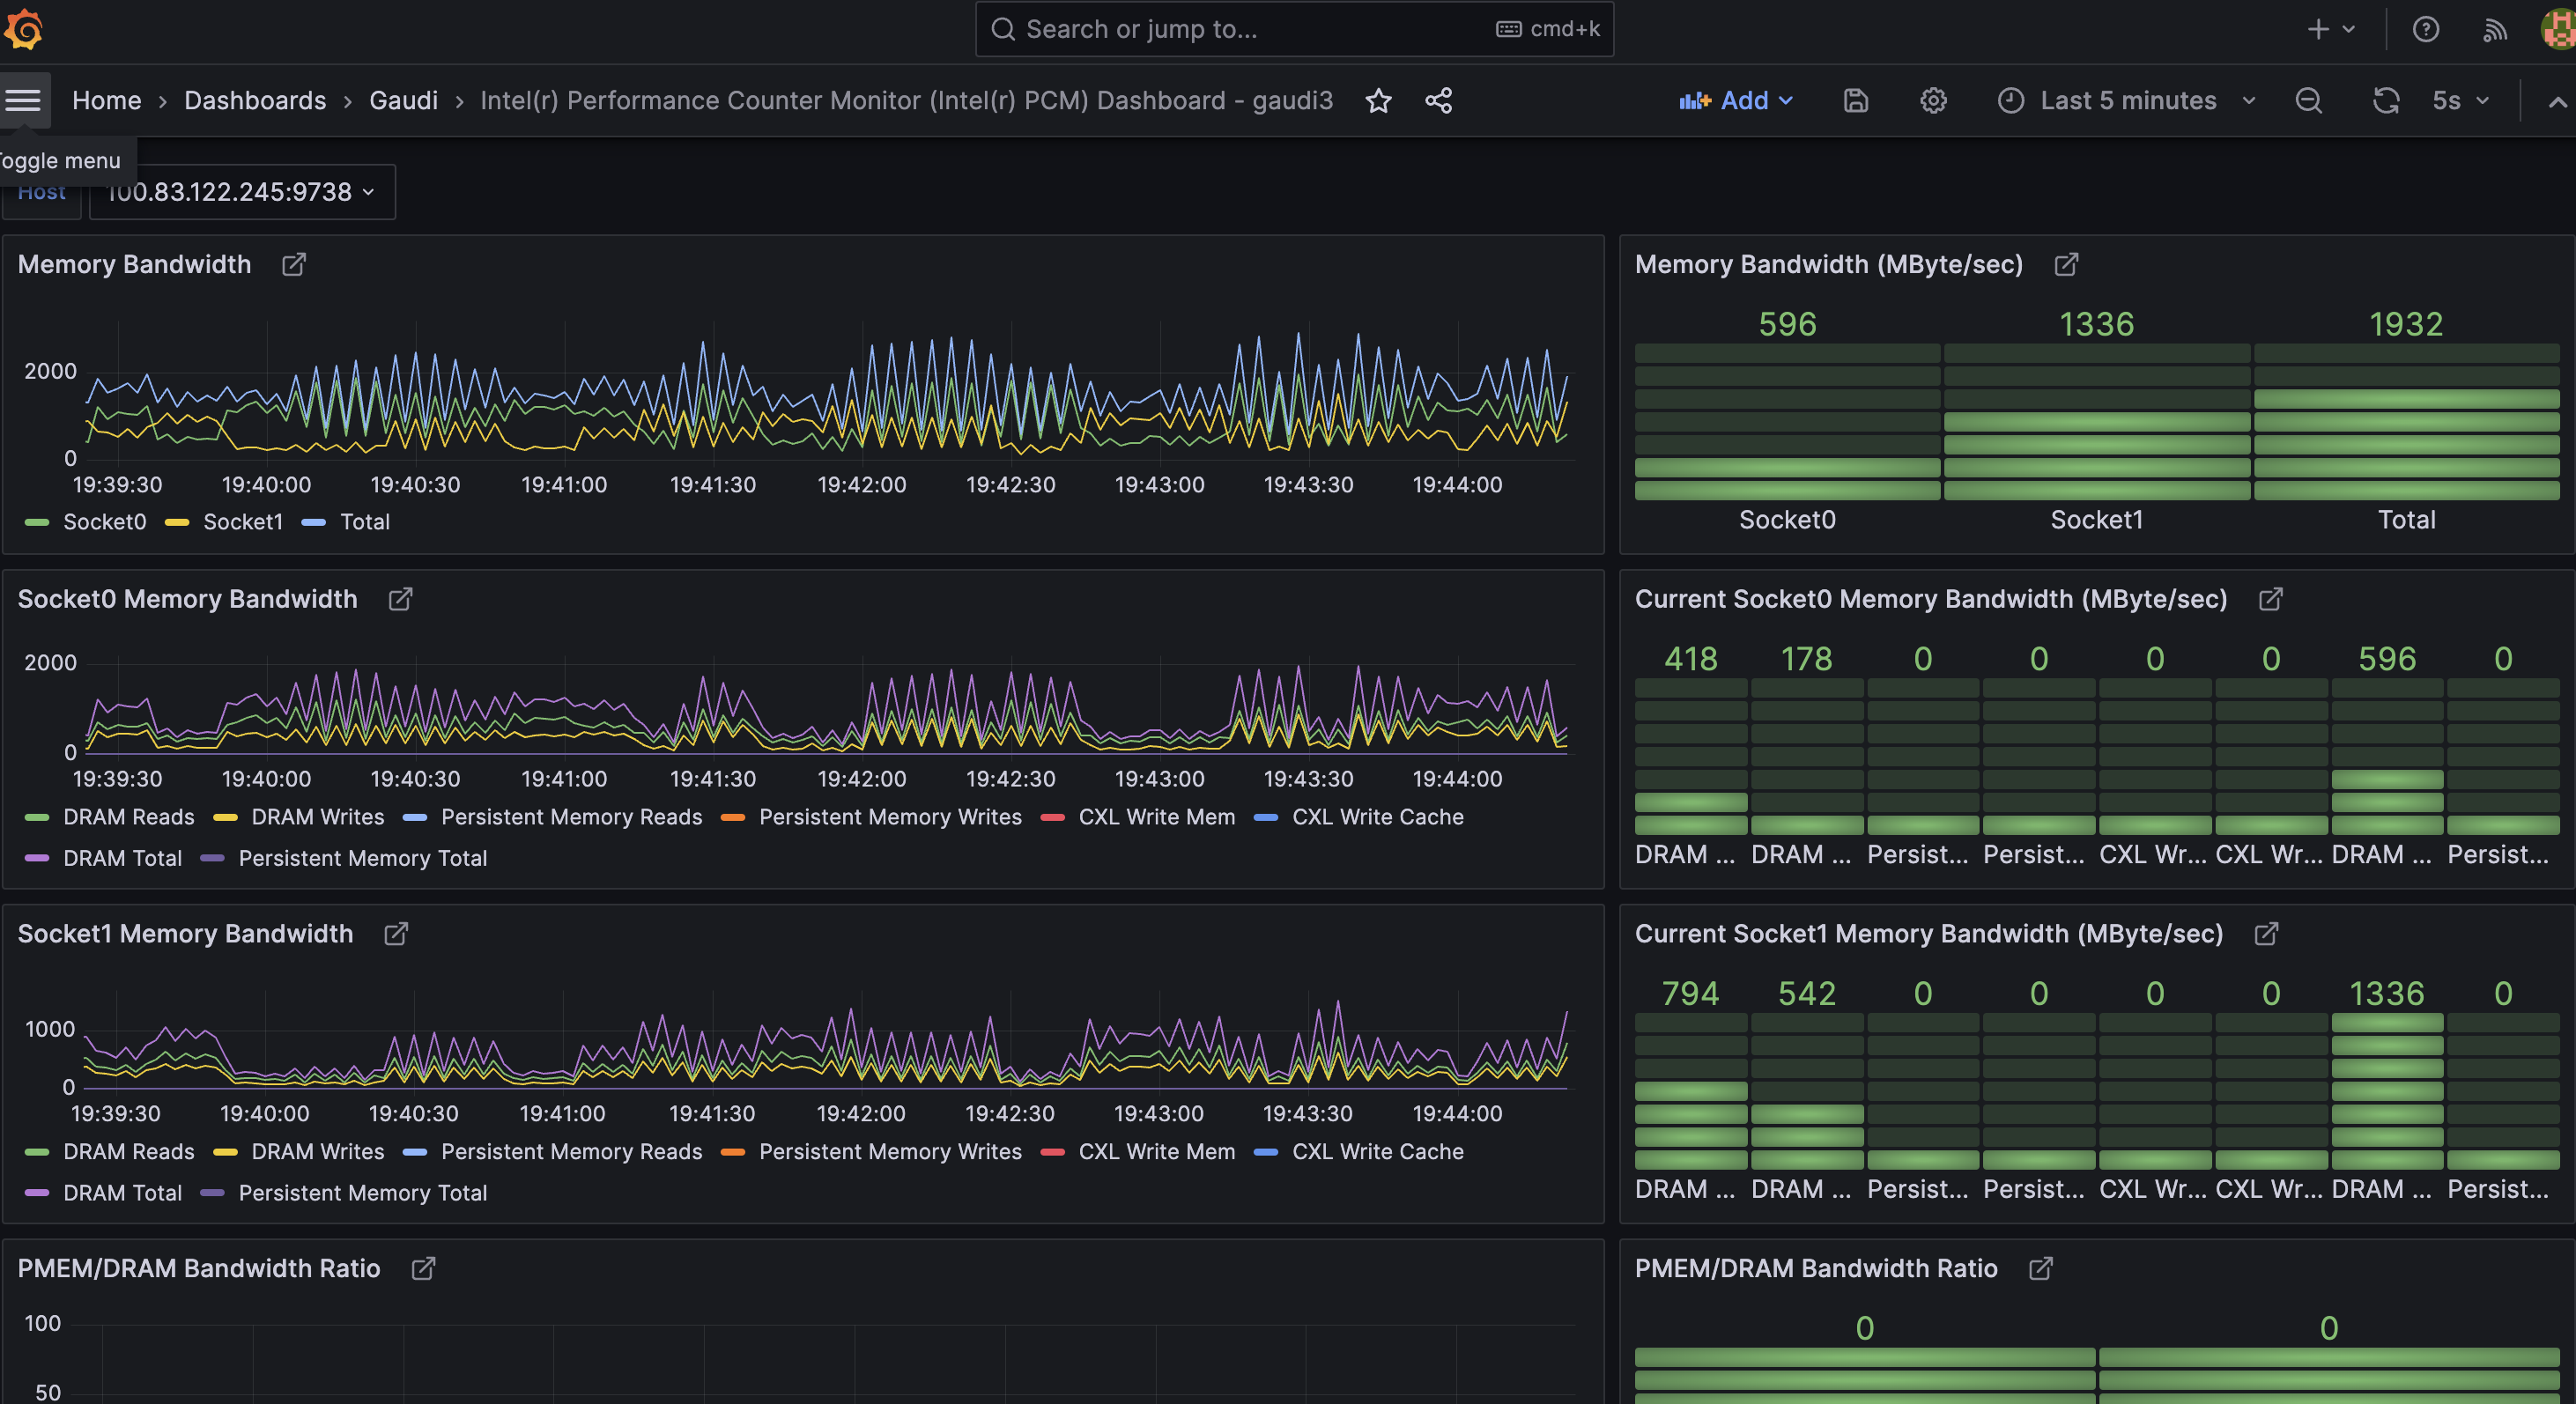 Search or jump to... cmd+k
Home › Dashboards › Gaudi › Intel(r) Performance Counter Monitor (Intel(r) PCM) Dashboard - gaudi3 Add Last 5 minutes 5s
oggle menu
Host 100.83.122.245:9738
Memory Bandwidth
2000
0
19:39:30 19:40:00 19:40:30 19:41:00 19:41:30 19:42:00 19:42:30 19:43:00 19:43:30 19:44:00
Socket0 Socket1 Total
Memory Bandwidth (MByte/sec)
596 1336 1932
Socket0 Socket1 Total
Socket0 Memory Bandwidth
2000
0
19:39:30 19:40:00 19:40:30 19:41:00 19:41:30 19:42:00 19:42:30 19:43:00 19:43:30 19:44:00
DRAM Reads DRAM Writes Persistent Memory Reads Persistent Memory Writes CXL Write Mem CXL Write Cache
DRAM Total Persistent Memory Total
Current Socket0 Memory Bandwidth (MByte/sec)
418 178 0 0 0 0 596 0
DRAM ... DRAM ... Persist... Persist... CXL Wr... CXL Wr... DRAM ... Persist...
Socket1 Memory Bandwidth
1000
0
19:39:30 19:40:00 19:40:30 19:41:00 19:41:30 19:42:00 19:42:30 19:43:00 19:43:30 19:44:00
DRAM Reads DRAM Writes Persistent Memory Reads Persistent Memory Writes CXL Write Mem CXL Write Cache
DRAM Total Persistent Memory Total
Current Socket1 Memory Bandwidth (MByte/sec)
794 542 0 0 0 0 1336 0
DRAM ... DRAM ... Persist... Persist... CXL Wr... CXL Wr... DRAM ... Persist...
PMEM/DRAM Bandwidth Ratio
100
50
PMEM/DRAM Bandwidth Ratio
0 0